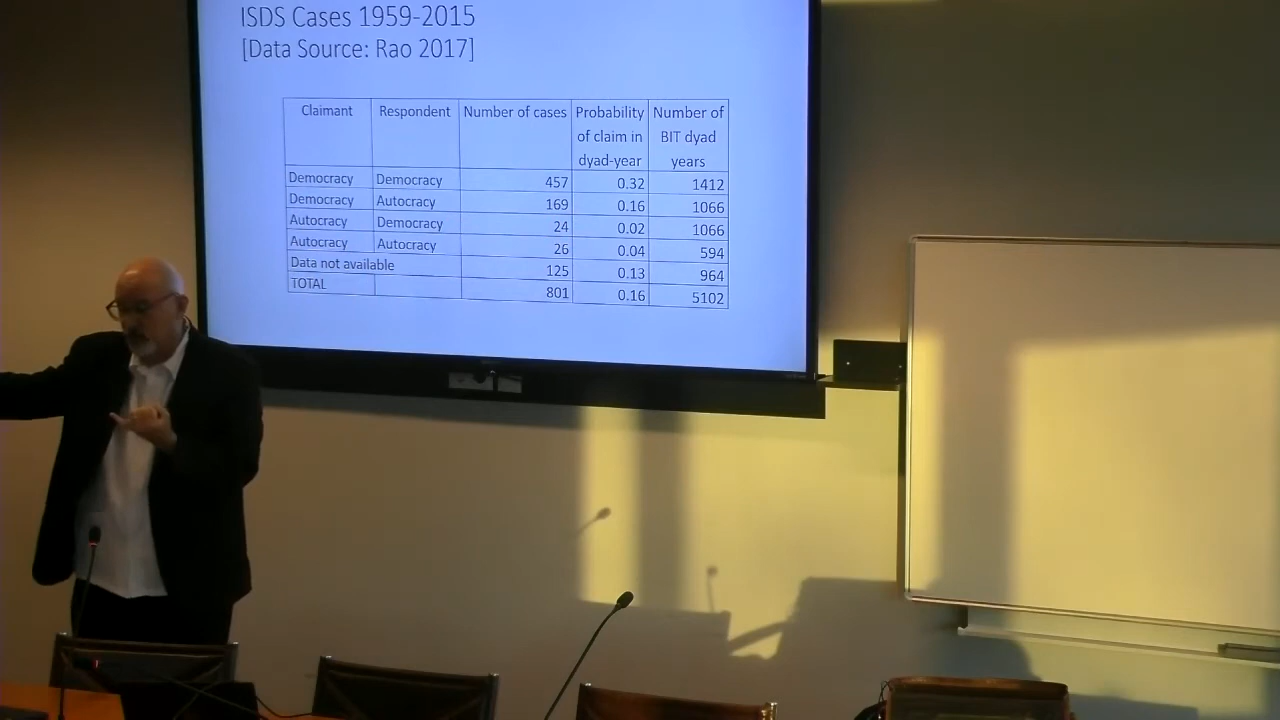 ISDS Cases 1959-2015
[Data Source: Rao 2017]
Claimant Respondent Number of cases Probability of claim in dyad-year Number of BIT dyad years
Democracy Democracy 457 0.32 1412
Democracy Autocracy 169 0.16 1066
Autocracy Democracy 24 0.02 1066
Autocracy Autocracy 26 0.04 594
Data not available 125 0.13 964
TOTAL 801 0.16 5102